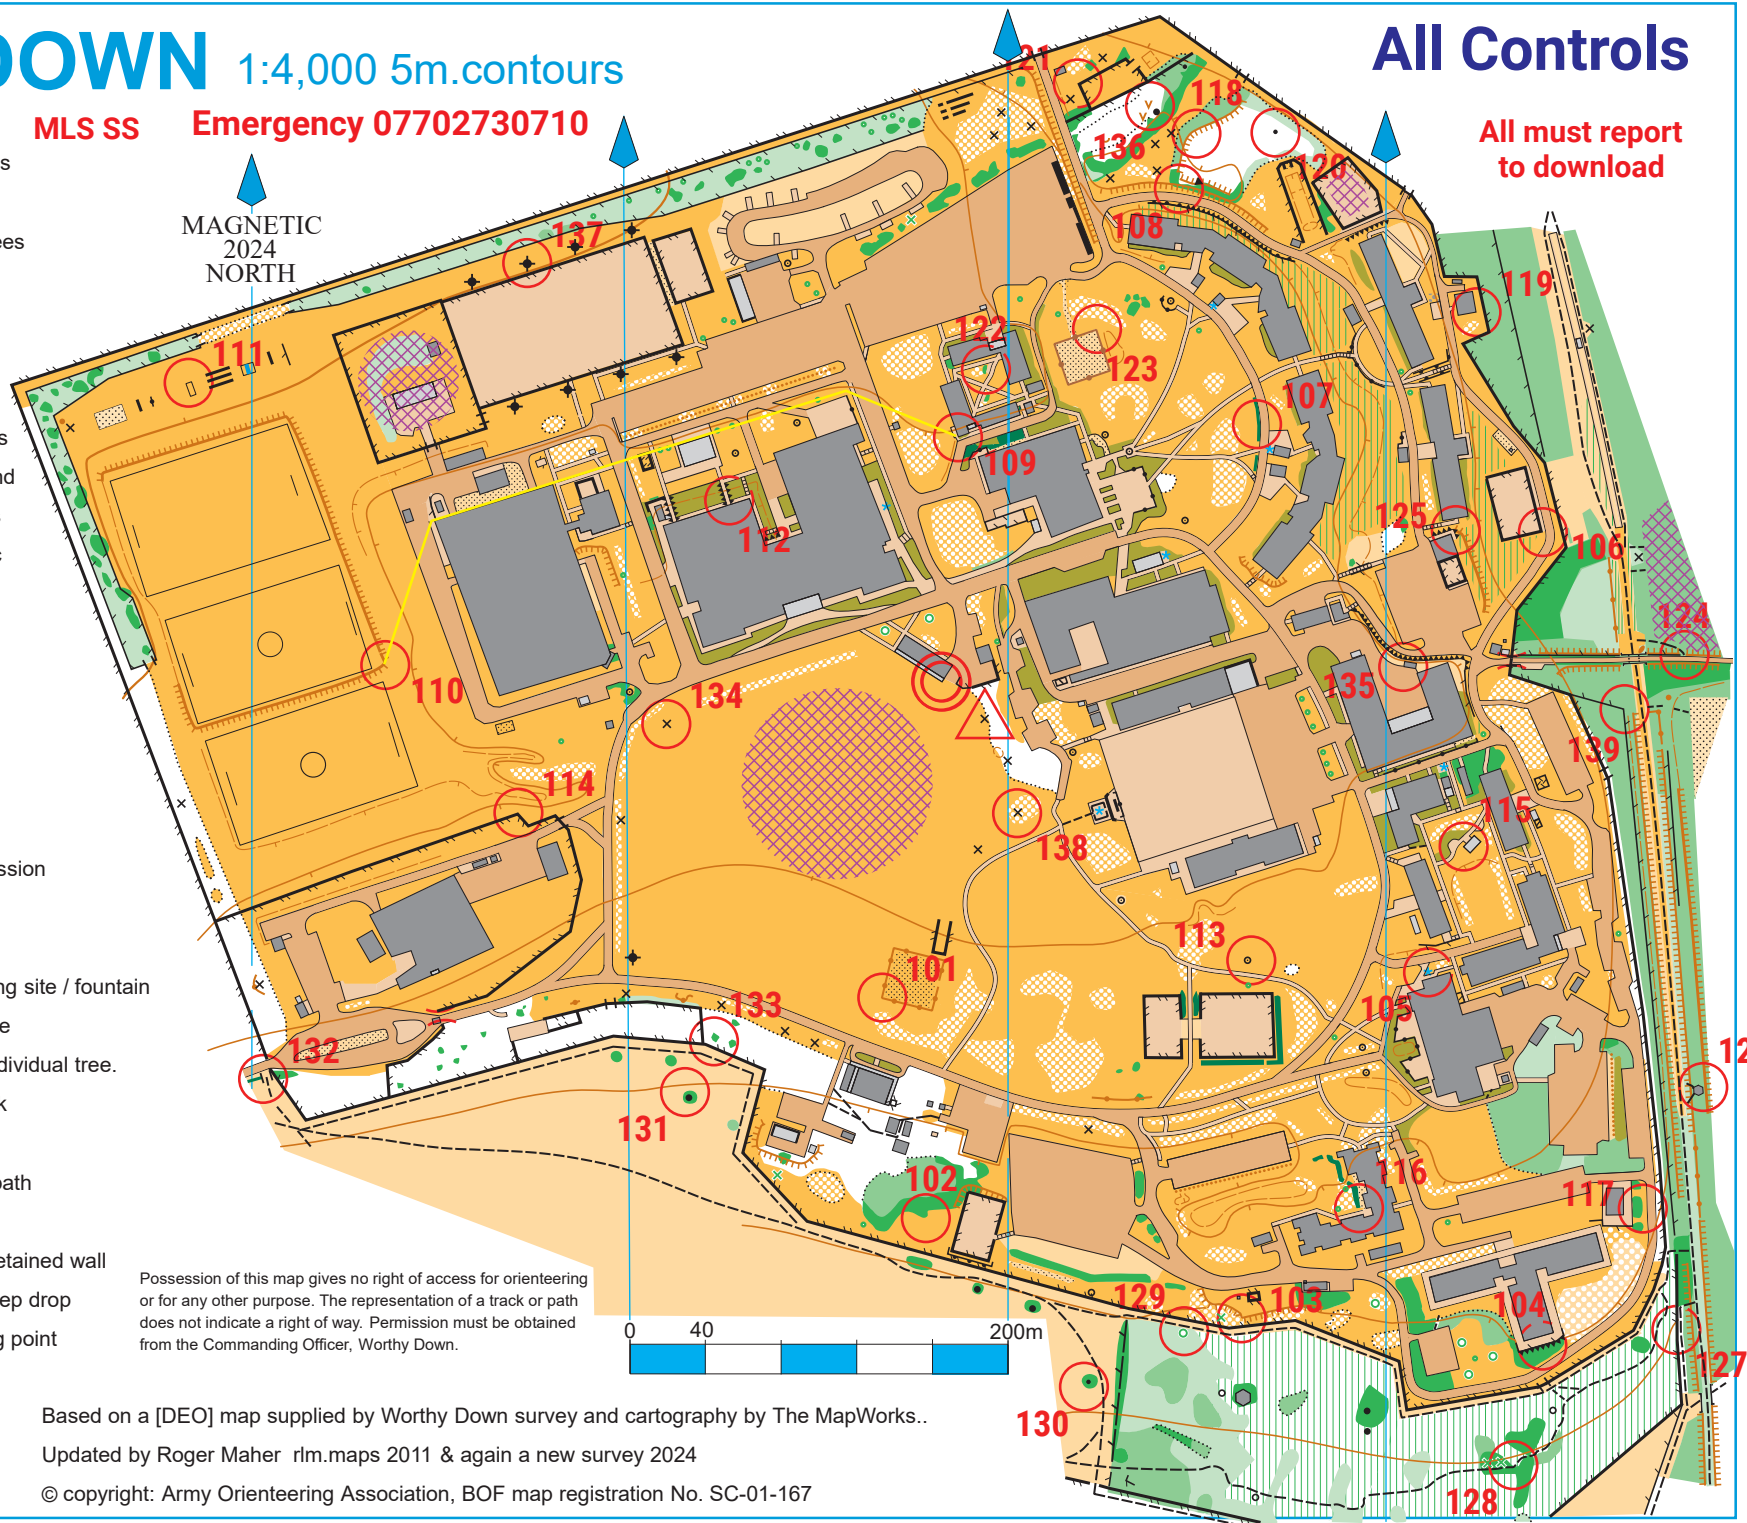 DOWN 1:4,000 5m.contours
All Controls
MLS SS
Emergency 07702730710
All must report
to download
MAGNETIC
2024
NORTH
121
118
136
120
108
137
119
111
122
123
107
109
112
125
106
124
110
134
135
139
114
115
138
113
101
105
133
132
12
131
102
116
117
129
103
104
127
130
128
s
ees
s
nd
ssion
ng site / fountain
e
dividual tree.
k
path
etained wall
ep drop
g point
Possession of this map gives no right of access for orienteering
or for any other purpose. The representation of a track or path
does not indicate a right of way. Permission must be obtained
from the Commanding Officer, Worthy Down.
0 40 200m
Based on a [DEO] map supplied by Worthy Down survey and cartography by The MapWorks..
Updated by Roger Maher rlm.maps 2011 & again a new survey 2024
© copyright: Army Orienteering Association, BOF map registration No. SC-01-167